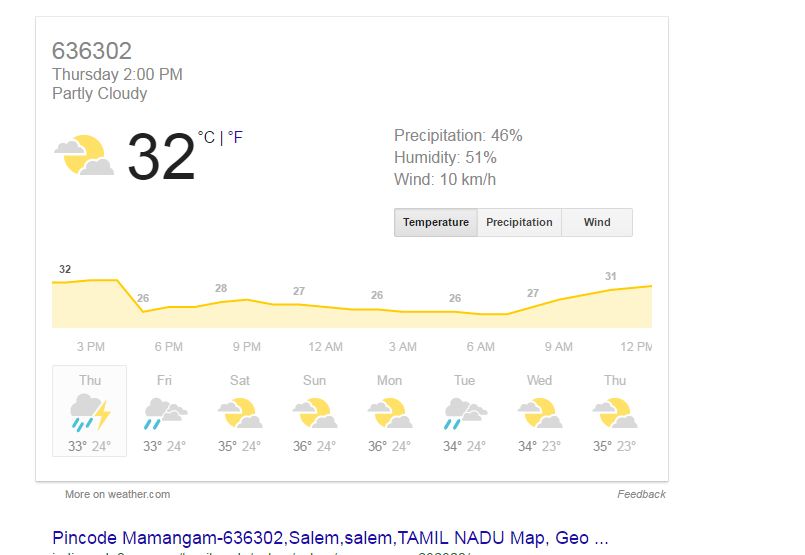 636302
Thursday 2:00 PM
Partly Cloudy
32 °C | °F
Precipitation: 46%
Humidity: 51%
Wind: 10 km/h
Temperature Precipitation Wind
32 26 28 27 26 26 27 31
3 PM 6 PM 9 PM 12 AM 3 AM 6 AM 9 AM 12 PM
Thu Fri Sat Sun Mon Tue Wed Thu
33° 24° 33° 24° 35° 24° 36° 24° 36° 24° 34° 24° 34° 23° 35° 23°
More on weather.com Feedback
Pincode Mamangam-636302,Salem,salem,TAMIL NADU Map, Geo ...